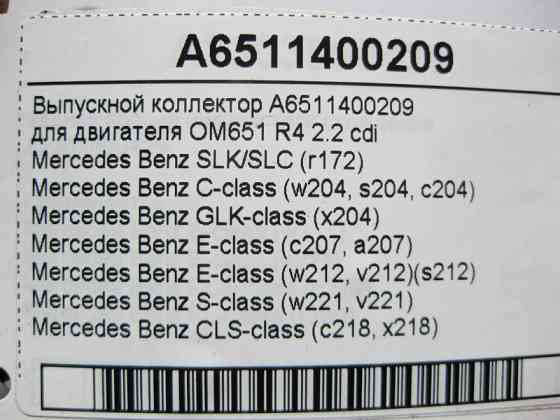 A6511400209
Выпускной коллектор A6511400209
для двигателя OM651 R4 2.2 cdi
Mercedes Benz SLK/SLC (r172)
Mercedes Benz C-class (w204, s204, c204)
Mercedes Benz GLK-class (x204)
Mercedes Benz E-class (c207, a207)
Mercedes Benz E-class (w212, v212)(s212)
Mercedes Benz S-class (w221, v221)
Mercedes Benz CLS-class (c218, x218)